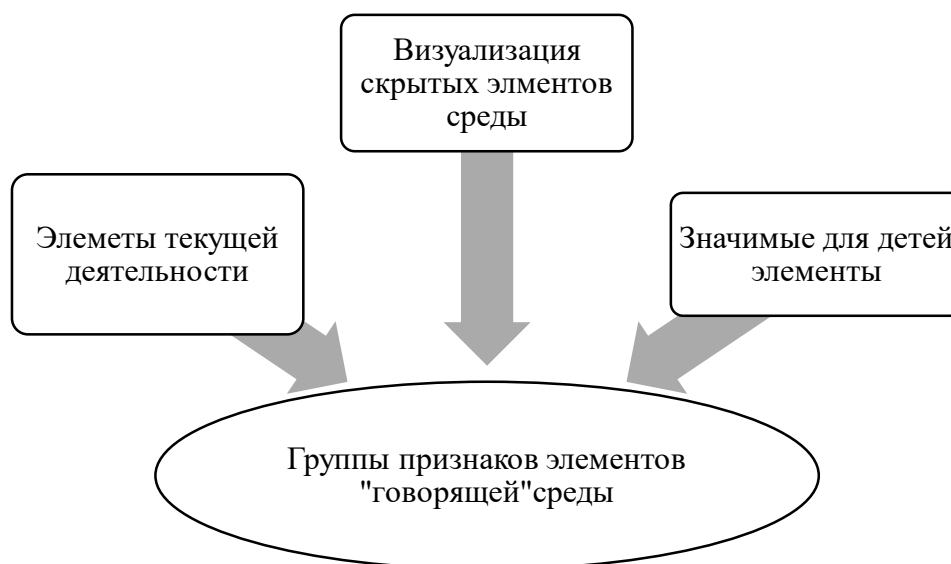 Визуализация
скрытых элментов
среды
Элеметы текущей
деятельности
Значимые для детей
элементы
Группы признаков элементов
"говорящей"среды